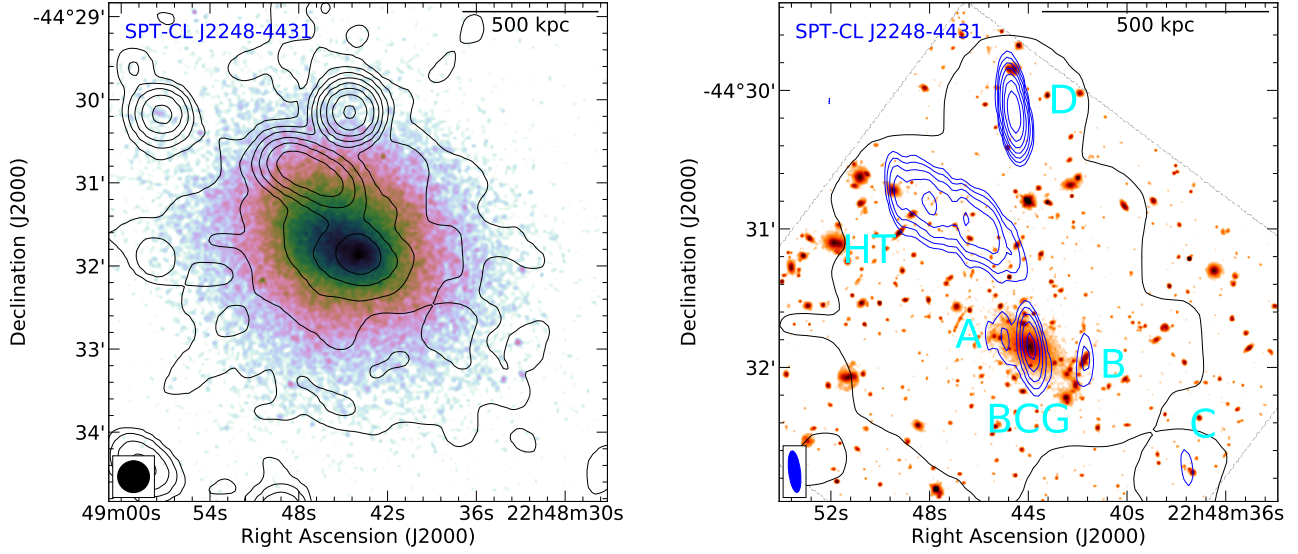 SPT-CL J2248-4431
500 kpc
-44°29'
30'
31'
32'
33'
34'
Declination (J2000)
49m00s 54s 48s 42s 36s 22h48m30s
Right Ascension (J2000)
SPT-CL J2248-4431
500 kpc
-44°30'
31'
32'
Declination (J2000)
D
HT
A
B
BCG
C
52s 48s 44s 40s 22h48m36s
Right Ascension (J2000)